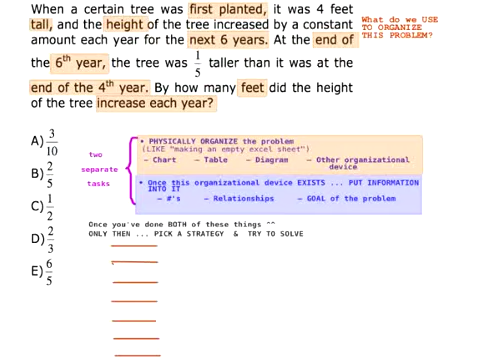 When a certain tree was first planted, it was 4 feet
tall, and the height of the tree increased by a constant
amount each year for the next 6 years. At the end of
the 6th year, the tree was 1/5 taller than it was at the
end of the 4th year. By how many feet did the height
of the tree increase each year?
What do we USE
TO ORGANIZE
THIS PROBLEM?
A) 3/10
B) 2/5
C) 1/2
D) 2/3
E) 6/5
two
separate
tasks
• PHYSICALLY ORGANIZE the problem
(LIKE "making an empty excel sheet")
– Chart – Table – Diagram – Other organizational
device
• Once this organizational device EXISTS ... PUT INFORMATION
INTO IT
– #'s – Relationships – GOAL of the problem
Once you've done BOTH of these things ^^
ONLY THEN ... PICK A STRATEGY & TRY TO SOLVE